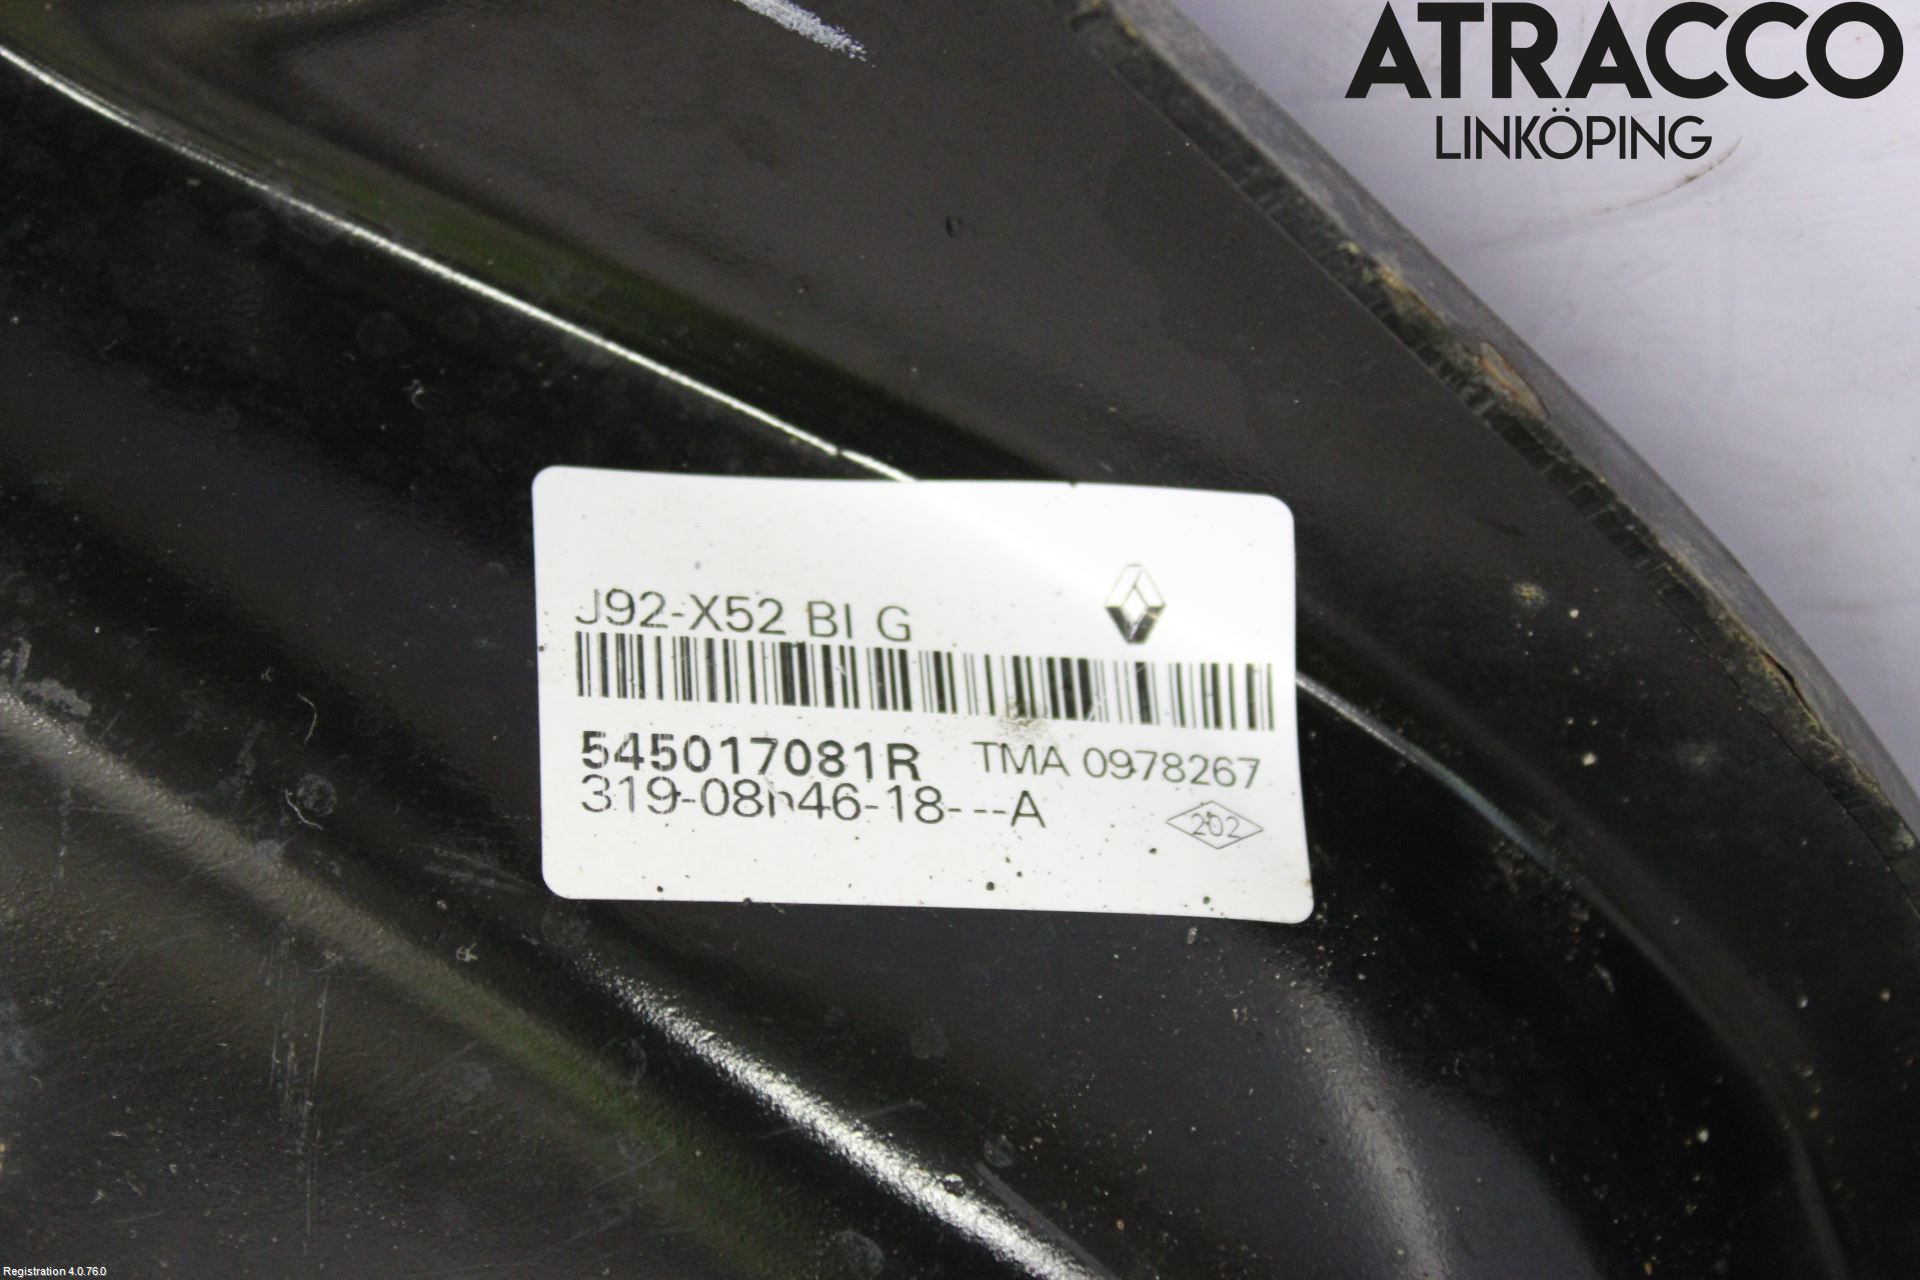 ATRACCO
LINKÖPING
J92-X52 BI G
545017081R TMA 0978267
319-08h46-18---A
202
Registration 4.0.76.0